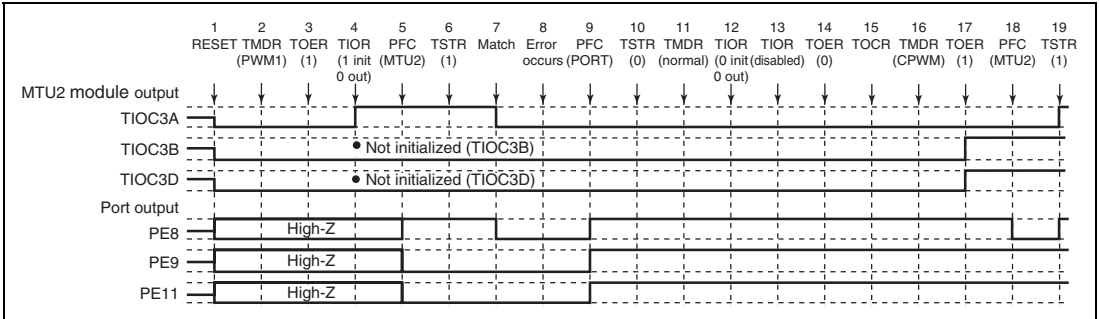 1 2 3 4 5 6 7 8 9 10 11 12 13 14 15 16 17 18 19
RESET TMDR TOER TIOR PFC TSTR Match Error PFC TSTR TMDR TIOR TIOR TOER TOCR TMDR TOER PFC TSTR
(PWM1) (1) (1 init (MTU2) (1) occurs (PORT) (0) (normal) (0 init (disabled) (0) (CPWM) (1) (MTU2) (1)
0 out) 0 out)
MTU2 module output
TIOC3A
TIOC3B • Not initialized (TIOC3B)
TIOC3D • Not initialized (TIOC3D)
Port output
PE8 High-Z
PE9 High-Z
PE11 High-Z